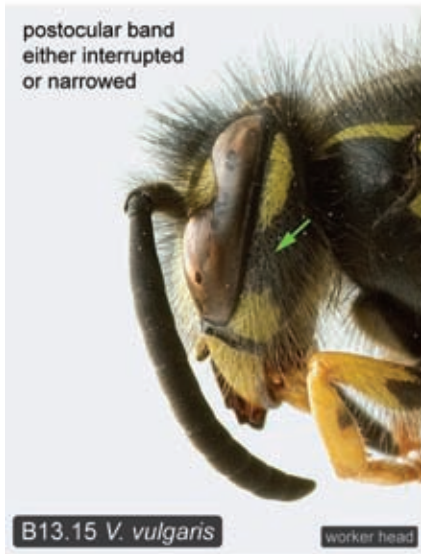 postocular band
either interrupted
or narrowed
B13.15 V. vulgaris
worker head